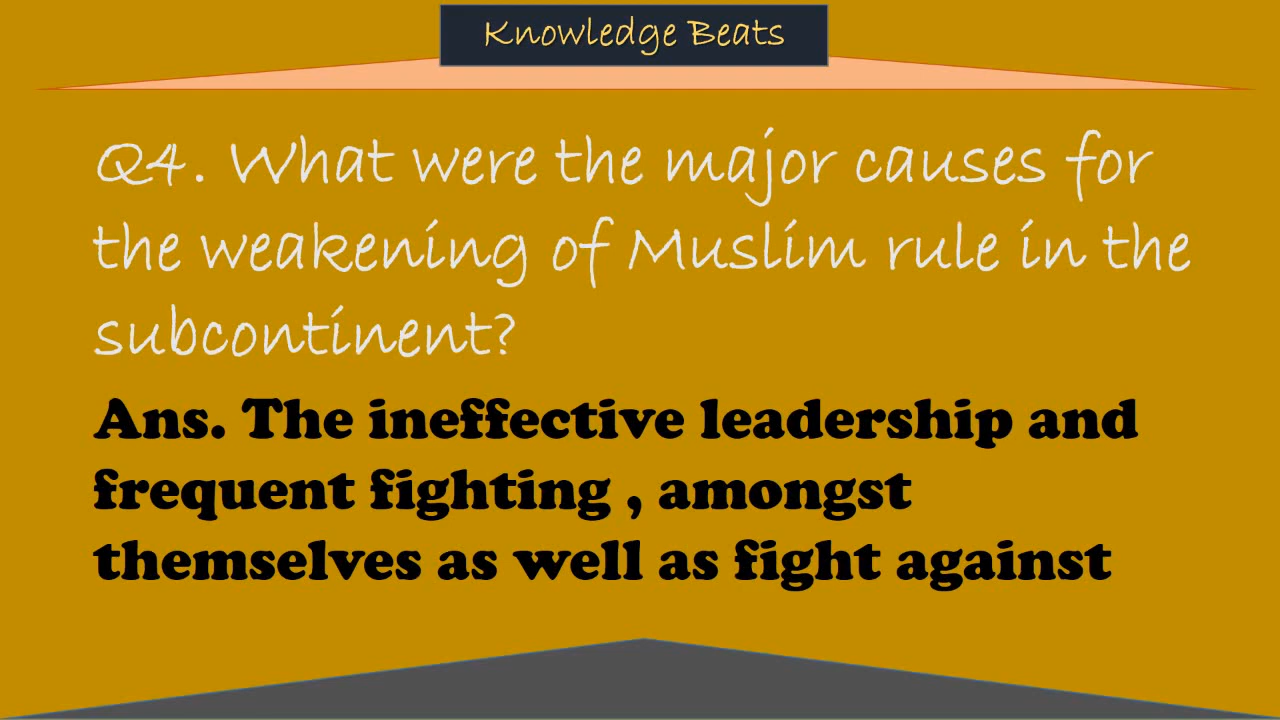 Knowledge Beats
Q4. What were the major causes for
the weakening of Muslim rule in the
subcontinent?
Ans. The ineffective leadership and
frequent fighting , amongst
themselves as well as fight against